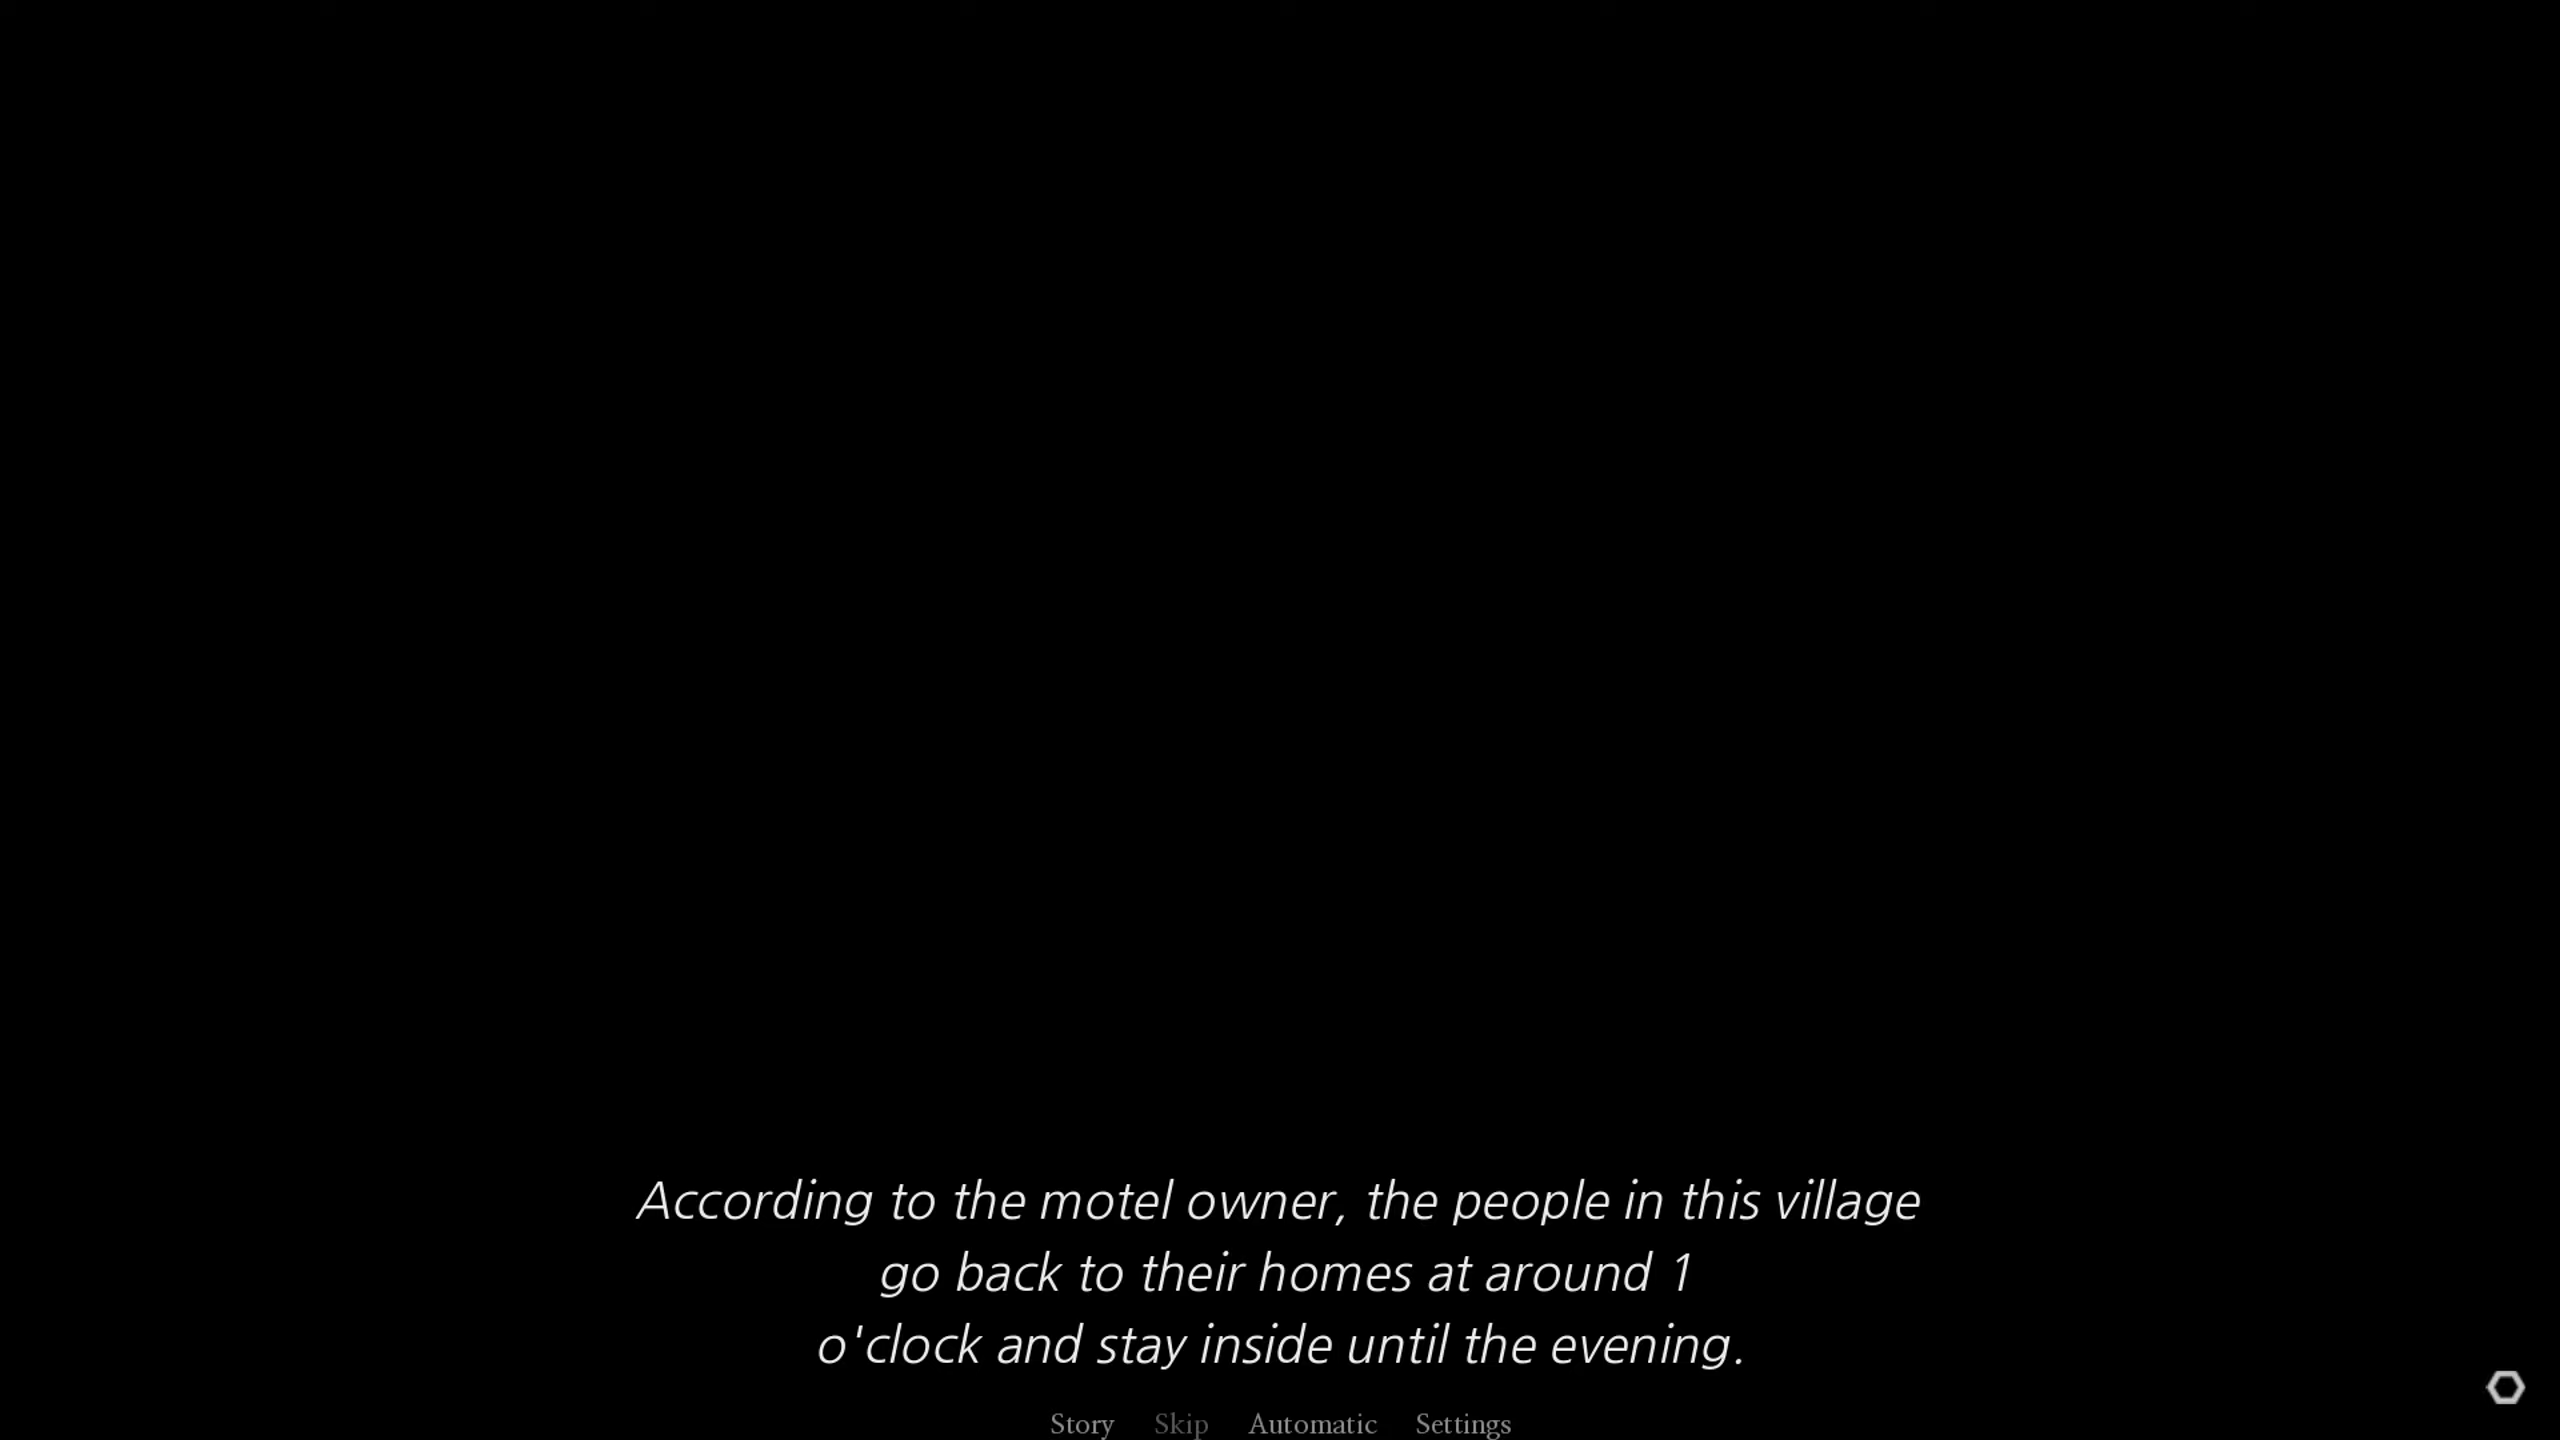 According to the motel owner, the people in this village
go back to their homes at around 1
o'clock and stay inside until the evening.
Story Skip Automatic Settings